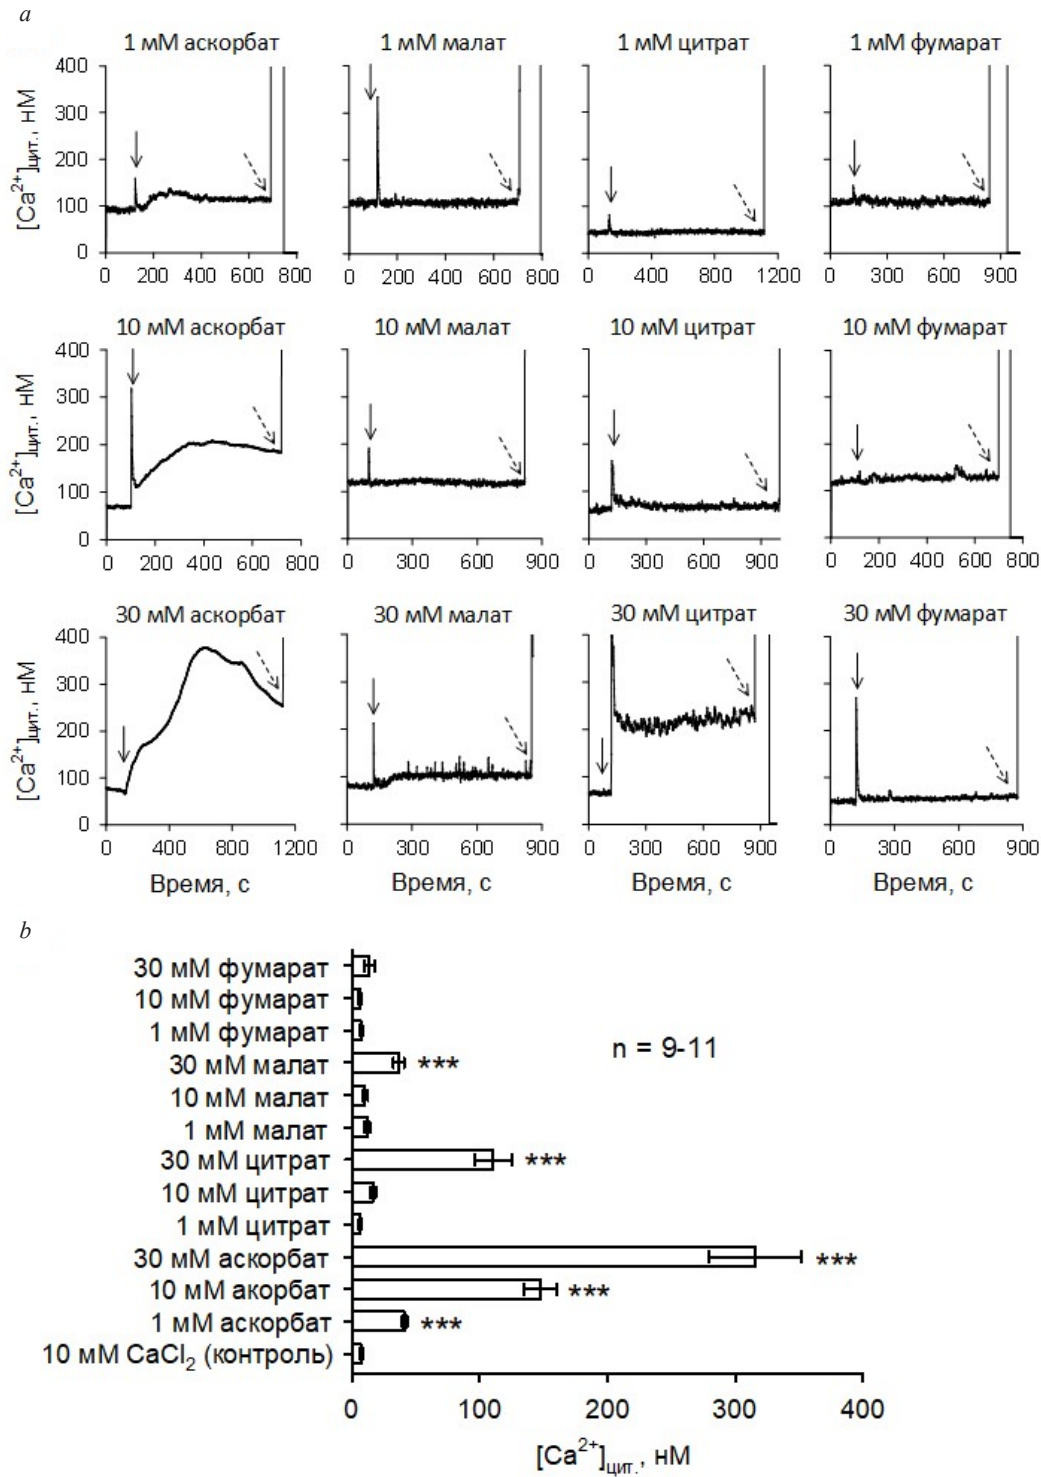 a
1 мМ аскорбат 1 мМ малат 1 мМ цитрат 1 мМ фумарат
[Ca²⁺]цит., нМ
400
300
200
100
0
0 200 400 600 800 0 200 400 600 800 0 400 800 1200 0 300 600 900
10 мМ аскорбат 10 мМ малат 10 мМ цитрат 10 мМ фумарат
[Ca²⁺]цит., нМ
400
300
200
100
0
0 200 400 600 800 0 300 600 900 0 300 600 900 0 200 400 600 800
30 мМ аскорбат 30 мМ малат 30 мМ цитрат 30 мМ фумарат
[Ca²⁺]цит., нМ
400
300
200
100
0
0 400 800 1200 0 300 600 900 0 300 600 900 0 300 600 900
Время, с Время, с Время, с Время, с
b
30 мМ фумарат
10 мМ фумарат
1 мМ фумарат n = 9-11
30 мМ малат ***
10 мМ малат
1 мМ малат
30 мМ цитрат ***
10 мМ цитрат
1 мМ цитрат
30 мМ аскорбат ***
10 мМ акорбат ***
1 мМ аскорбат ***
10 мМ CaCl₂ (контроль)
0 100 200 300 400
[Ca²⁺]цит., нМ